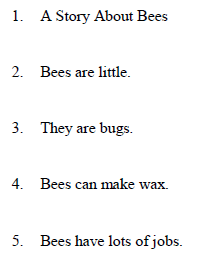 1. A Story About Bees
2. Bees are little.
3. They are bugs.
4. Bees can make wax.
5. Bees have lots of jobs.